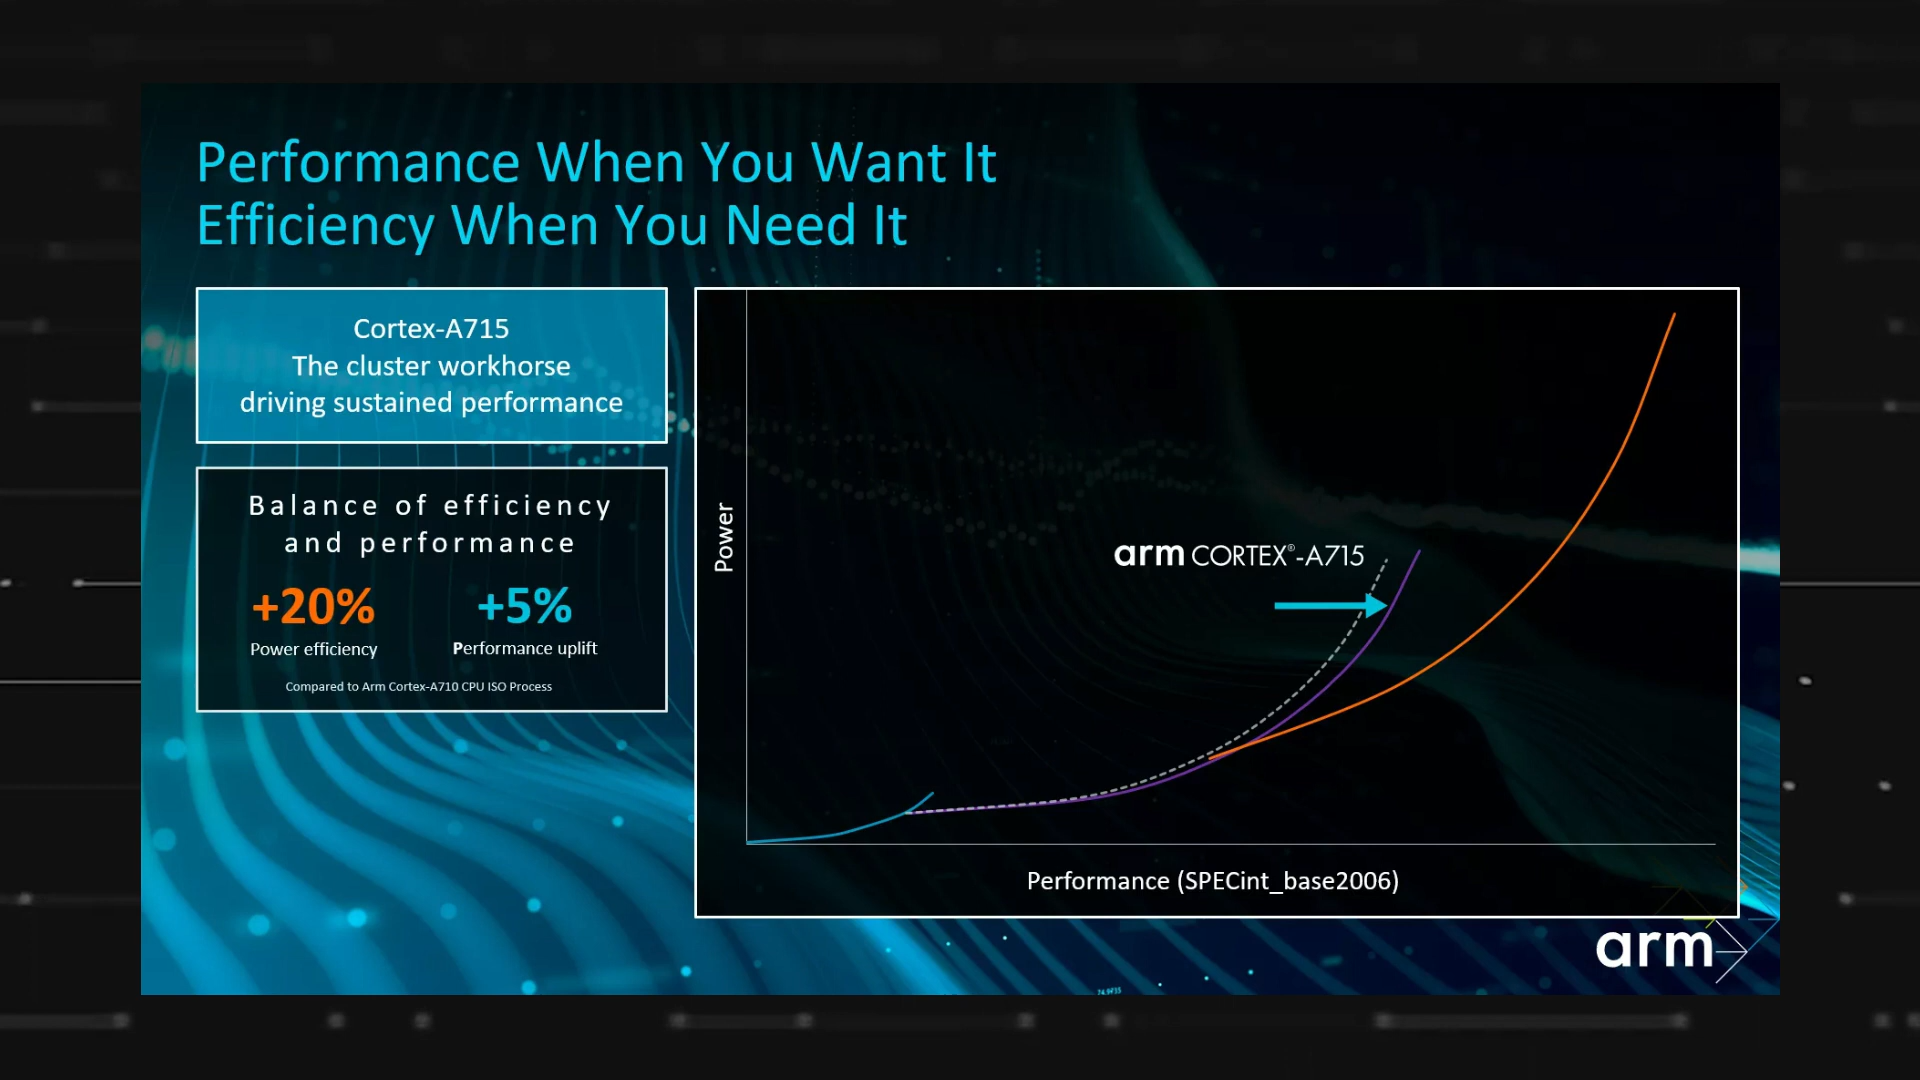 Performance When You Want It
Efficiency When You Need It
Cortex-A715
The cluster workhorse
driving sustained performance
Balance of efficiency
and performance
+20%
+5%
Power efficiency
Performance uplift
Compared to Arm Cortex-A710 CPU ISO Process
Power
arm CORTEX®-A715
Performance (SPECint_base2006)
arm